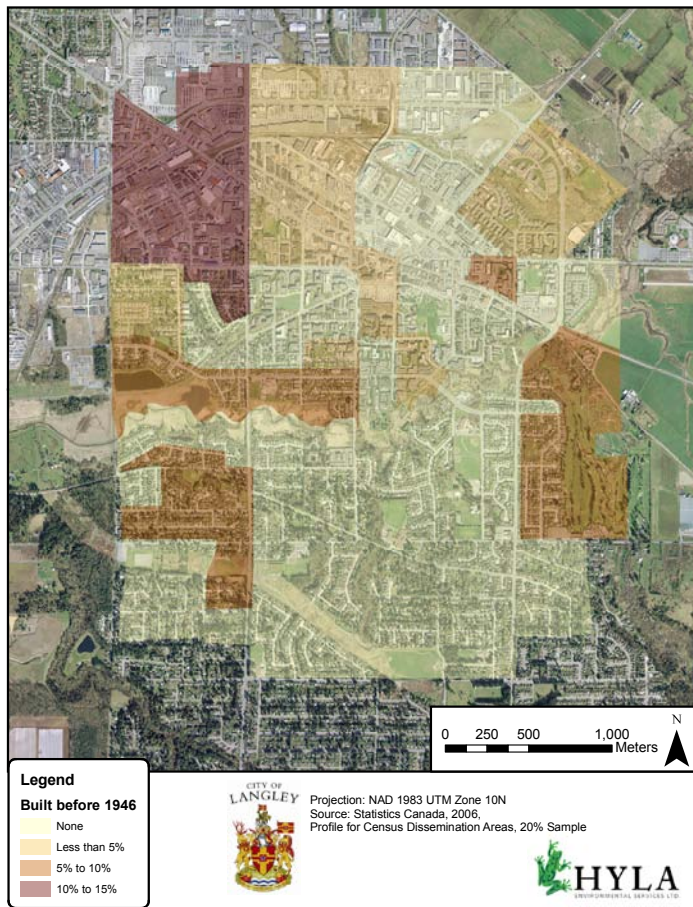 N
0 250 500 1,000
Meters
Legend
Built before 1946
None
Less than 5%
5% to 10%
10% to 15%
CITY OF
LANGLEY
Projection: NAD 1983 UTM Zone 10N
Source: Statistics Canada, 2006,
Profile for Census Dissemination Areas, 20% Sample
HYLA
ENVIRONMENTAL SERVICES LTD.